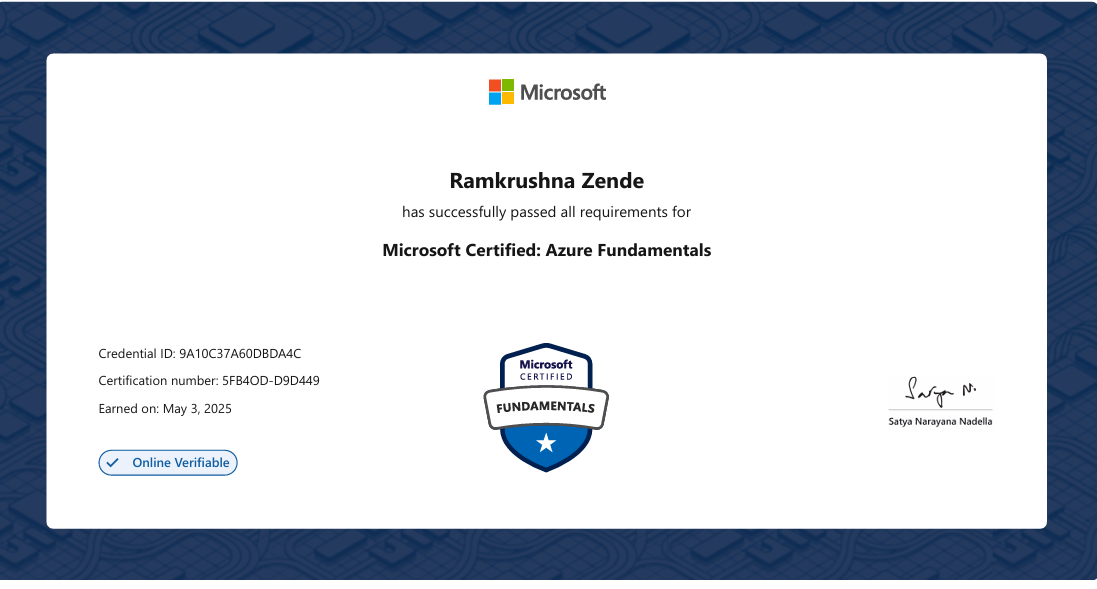 Microsoft
Ramkrushna Zende
has successfully passed all requirements for
Microsoft Certified: Azure Fundamentals
Credential ID: 9A10C37A60DBDA4C
Certification number: 5FB4OD-D9D449
Earned on: May 3, 2025
Online Verifiable
Microsoft
CERTIFIED
FUNDAMENTALS
Satya N.
Satya Narayana Nadella